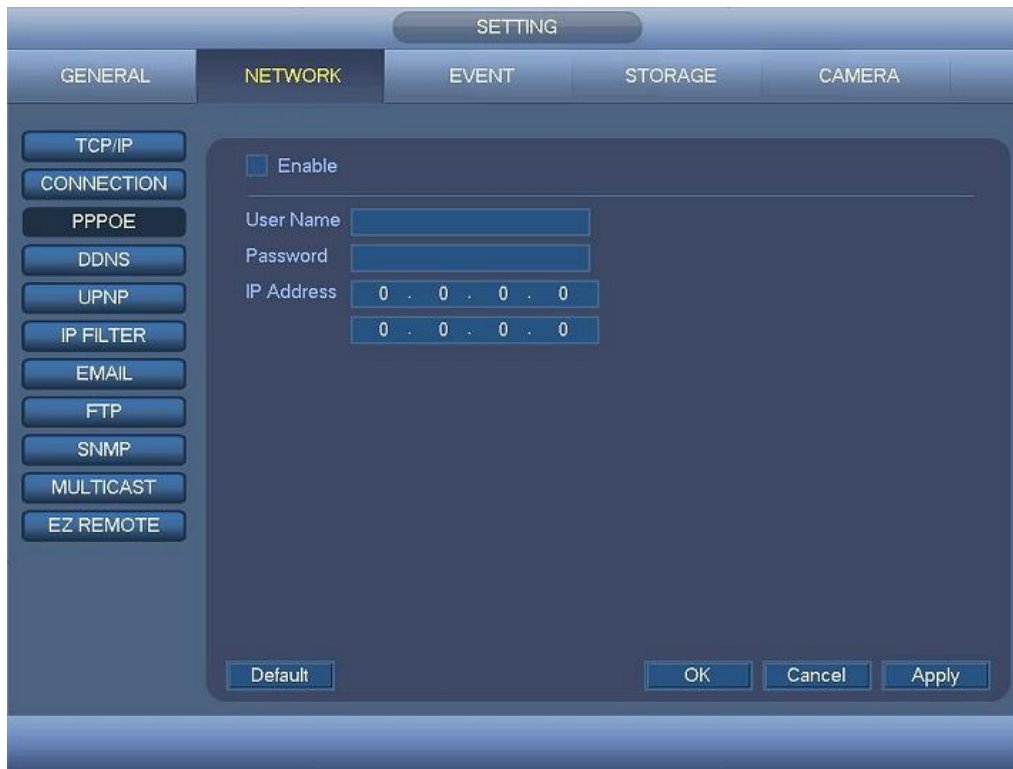 SETTING
GENERAL NETWORK EVENT STORAGE CAMERA
TCP/IP
CONNECTION
PPPOE
DDNS
UPNP
IP FILTER
EMAIL
FTP
SNMP
MULTICAST
EZ REMOTE
Enable
User Name
Password
IP Address 0 . 0 . 0 . 0
0 . 0 . 0 . 0
Default OK Cancel Apply